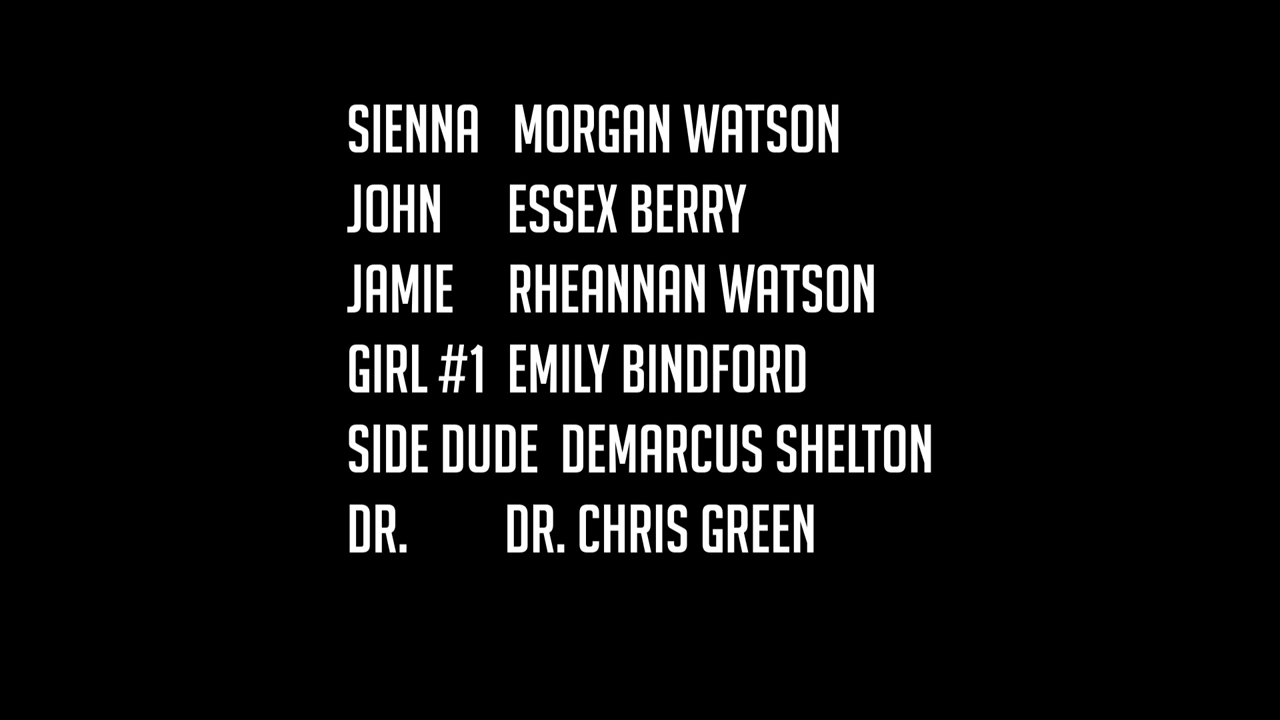 SIENNA MORGAN WATSON
JOHN ESSEX BERRY
JAMIE RHEANNAN WATSON
GIRL #1 EMILY BINDFORD
SIDE DUDE DEMARCUS SHELTON
DR. DR. CHRIS GREEN